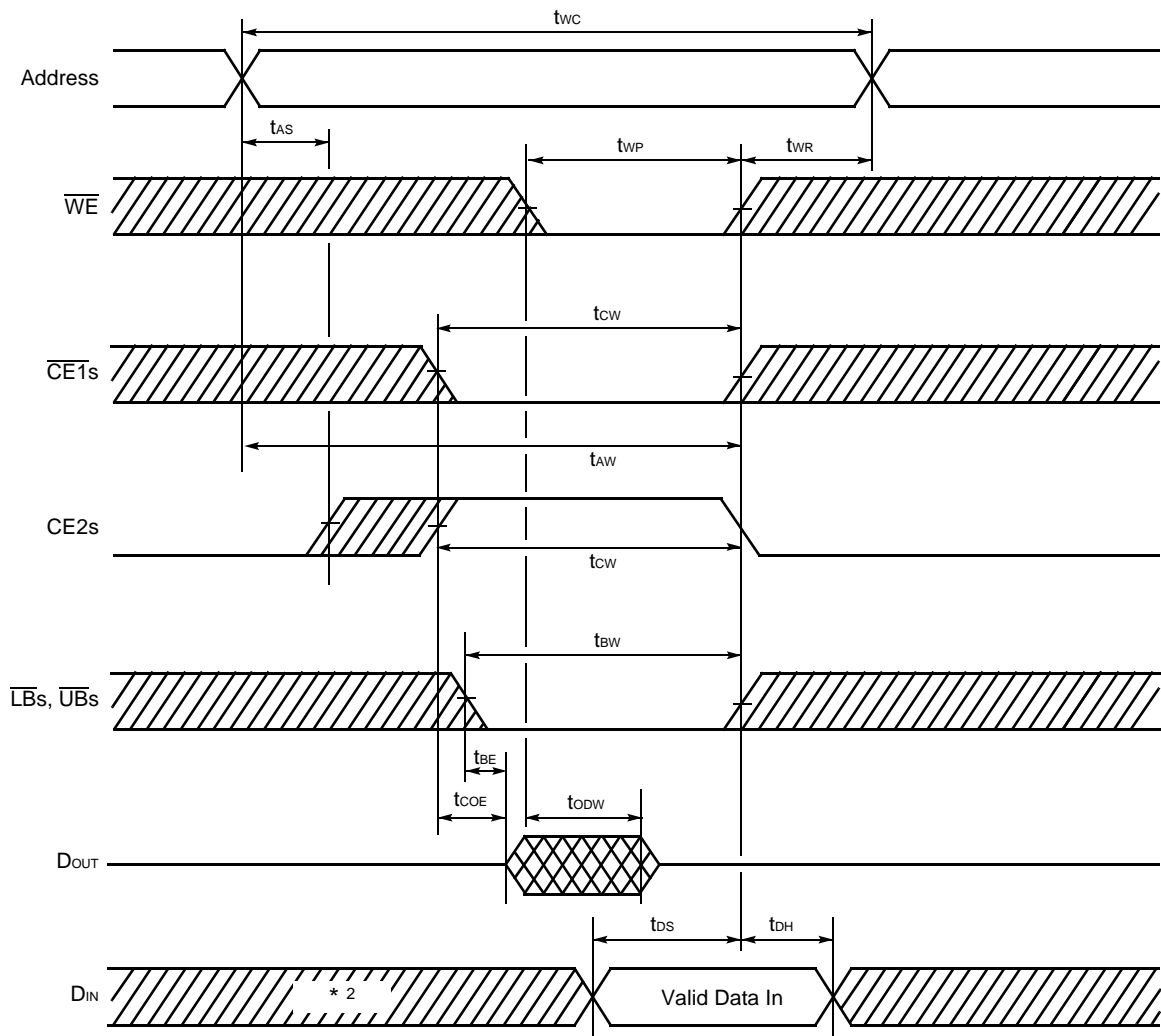 tWC
Address
tAS
tWP
tWR
WE
tCW
CE1s
tAW
CE2s
tCW
tBW
LBs, UBs
tBE
tCOE
tODW
DOUT
tDS
tDH
DIN
* 2
Valid Data In